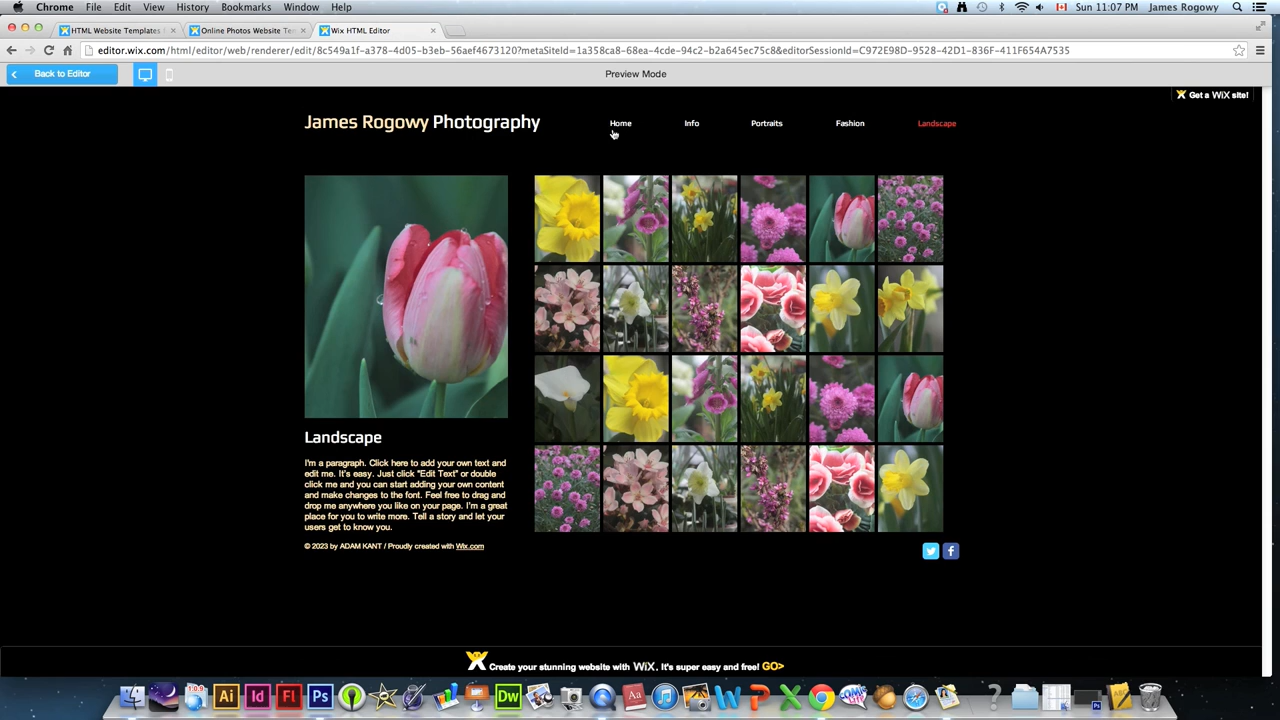 Chrome File Edit View History Bookmarks Window Help Sun 11:07 PM James Rogowy
HTML Website Templates Online Photos Website Tem Wix HTML Editor
editor.wix.com/html/editor/web/renderer/edit/8c549a1f-a378-4d05-b3eb-56aef4673120?metaSiteId=1a358ca8-68ea-4cde-94c2-b2a645ec75c8&editorSessionId=C972E98D-9528-42D1-836F-411F654A7535
Back to Editor Preview Mode
Get a WiX site!
James Rogowy Photography Home Info Portraits Fashion Landscape
Landscape
I'm a paragraph. Click here to add your own text and
edit me. It's easy. Just click "Edit Text" or double
click me and you can start adding your own content
and make changes to the font. Feel free to drag and
drop me anywhere you like on your page. I'm a great
place for you to write more. Tell a story and let your
users get to know you.
© 2023 by ADAM KANT / Proudly created with Wix.com
Create your stunning website with WiX. It's super easy and free! GO>
Ai Id Fl Ps Dw Aa